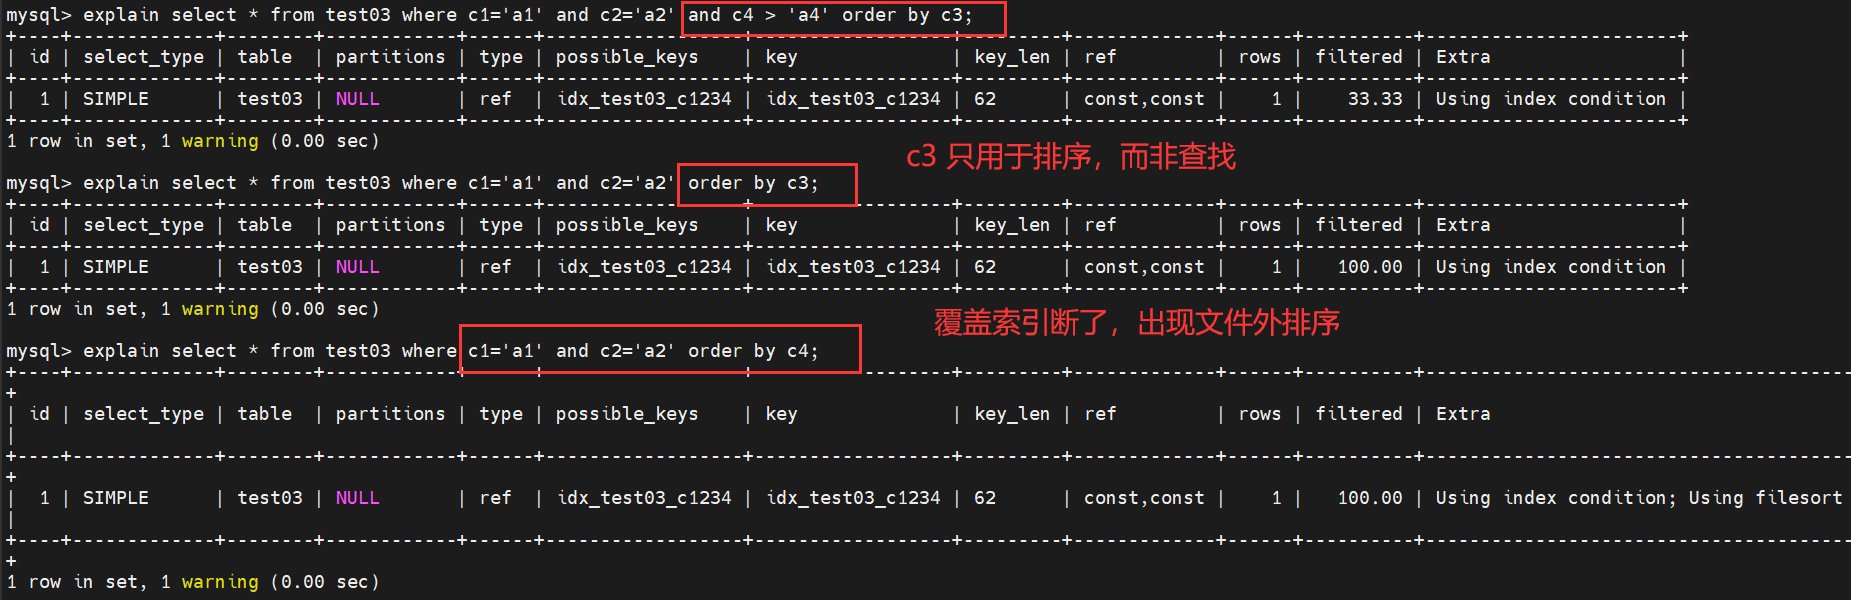 mysql> explain select * from test03 where c1='a1' and c2='a2' and c4 > 'a4' order by c3;
+----+-------------+--------+------------+------+------------------+------------------+---------+-------------+------+----------+-----------------------+
| id | select_type | table  | partitions | type | possible_keys    | key              | key_len | ref         | rows | filtered | Extra                 |
+----+-------------+--------+------------+------+------------------+------------------+---------+-------------+------+----------+-----------------------+
|  1 | SIMPLE      | test03 | NULL       | ref  | idx_test03_c1234 | idx_test03_c1234 | 62      | const,const |    1 |    33.33 | Using index condition |
+----+-------------+--------+------------+------+------------------+------------------+---------+-------------+------+----------+-----------------------+
1 row in set, 1 warning (0.00 sec)
c3 只用于排序，而非查找
mysql> explain select * from test03 where c1='a1' and c2='a2' order by c3;
+----+-------------+--------+------------+------+------------------+------------------+---------+-------------+------+----------+-----------------------+
| id | select_type | table  | partitions | type | possible_keys    | key              | key_len | ref         | rows | filtered | Extra                 |
+----+-------------+--------+------------+------+------------------+------------------+---------+-------------+------+----------+-----------------------+
|  1 | SIMPLE      | test03 | NULL       | ref  | idx_test03_c1234 | idx_test03_c1234 | 62      | const,const |    1 |   100.00 | Using index condition |
+----+-------------+--------+------------+------+------------------+------------------+---------+-------------+------+----------+-----------------------+
1 row in set, 1 warning (0.00 sec)
覆盖索引断了，出现文件外排序
mysql> explain select * from test03 where c1='a1' and c2='a2' order by c4;
+----+-------------+--------+------------+------+------------------+------------------+---------+-------------+------+----------+---------------------------------------
+
| id | select_type | table  | partitions | type | possible_keys    | key              | key_len | ref         | rows | filtered | Extra
|
+----+-------------+--------+------------+------+------------------+------------------+---------+-------------+------+----------+---------------------------------------
+
|  1 | SIMPLE      | test03 | NULL       | ref  | idx_test03_c1234 | idx_test03_c1234 | 62      | const,const |    1 |   100.00 | Using index condition; Using filesort
|
+----+-------------+--------+------------+------+------------------+------------------+---------+-------------+------+----------+---------------------------------------
+
1 row in set, 1 warning (0.00 sec)